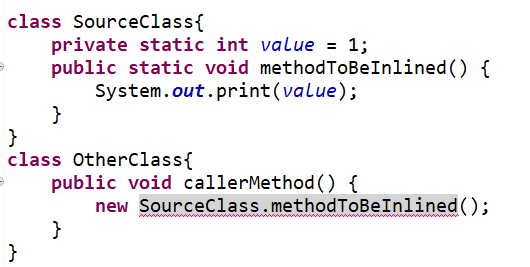 class SourceClass{
    private static int value = 1;
    public static void methodToBeInlined() {
        System.out.print(value);
    }
}
class OtherClass{
    public void callerMethod() {
        new SourceClass.methodToBeInlined();
    }
}